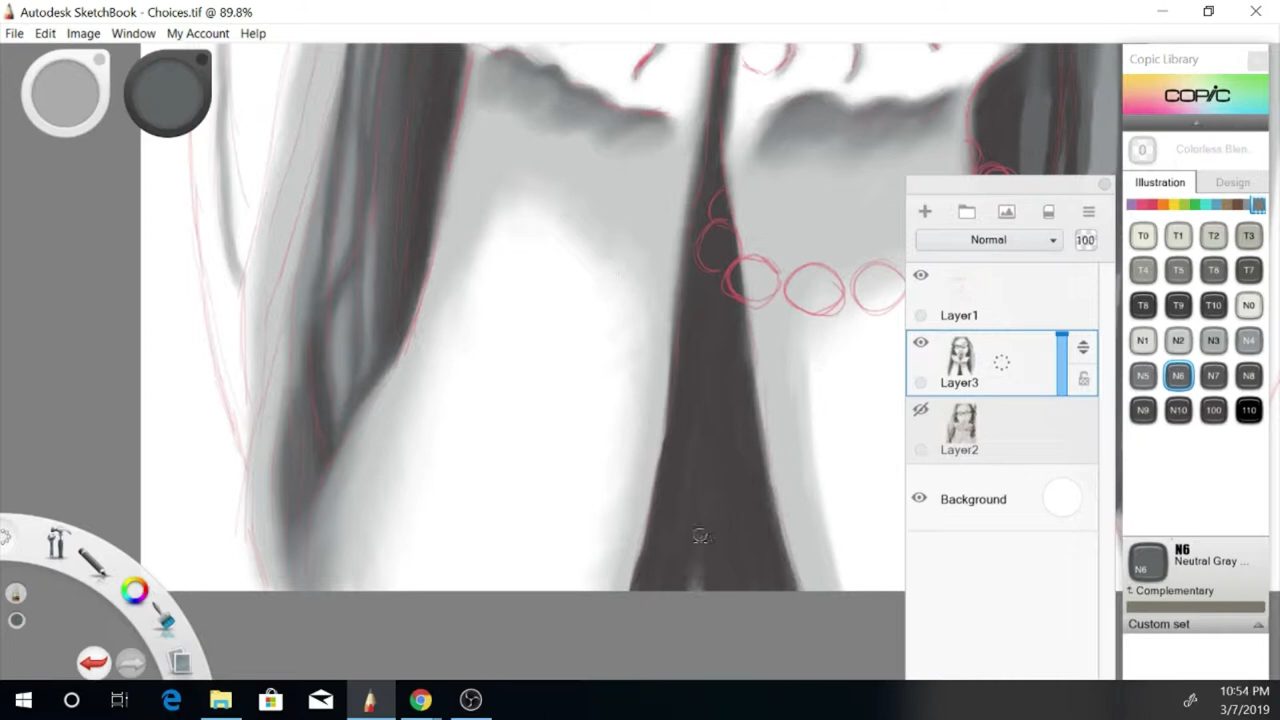 Autodesk SketchBook - Choices.tif @ 89.8%
File Edit Image Window My Account Help
Copic Library
COPIC
0 Colorless Blen..
Illustration Design
T0 T1 T2 T3
T4 T5 T6 T7
T8 T9 T10 N0
N1 N2 N3 N4
N5 N6 N7 N8
N9 N10 100 110
Normal 100
Layer1
Layer3
Layer2
Background
N6
N6
Neutral Gray ...
Complementary
Custom set
10:54 PM
3/7/2019